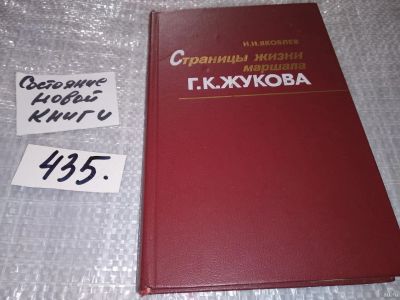 Состояние
новой
книги
435.
Н.Н.ЯКОВЛЕВ
Страницы жизни
маршала
Г.К.ЖУКОВА